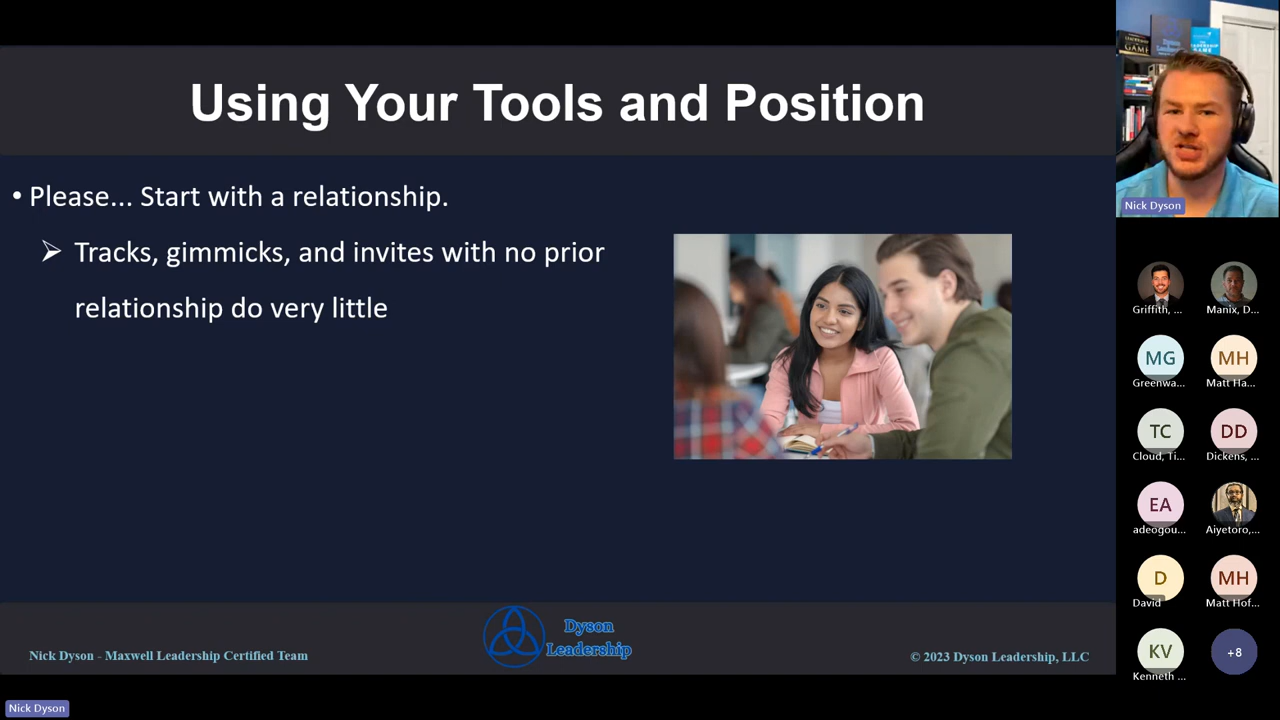 Using Your Tools and Position
• Please... Start with a relationship.
➢ Tracks, gimmicks, and invites with no prior
relationship do very little
Nick Dyson - Maxwell Leadership Certified Team
Dyson
Leadership
© 2023 Dyson Leadership, LLC
Nick Dyson
LEADERSHIP
GAME
Nick Dyson
Griffith, ...
Manix, D...
MG
MH
Greenwa...
Matt Ha...
TC
DD
Cloud, Ti...
Dickens, ...
EA
adeogou...
Aiyetoro,...
D
MH
David
Matt Hof...
KV
+8
Kenneth ...